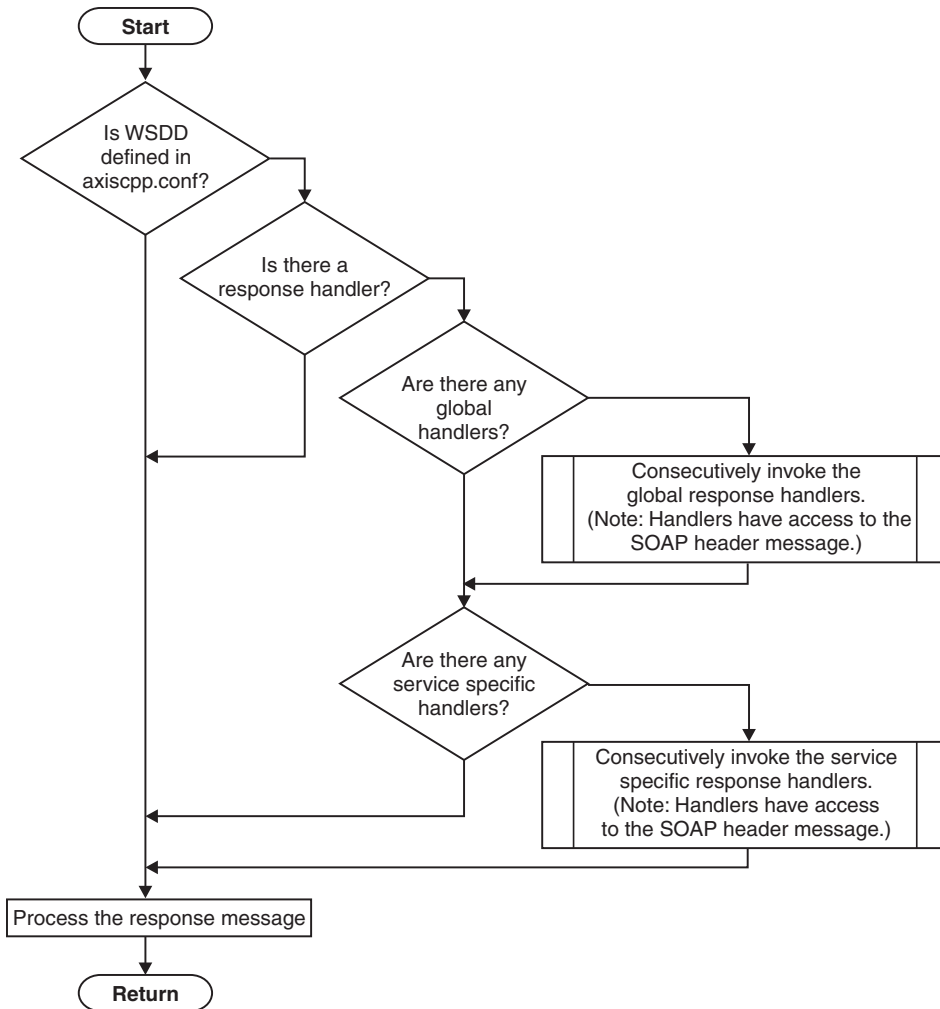 Start
Is WSDD
defined in
axiscpp.conf?
Is there a
response handler?
Are there any
global
handlers?
Consecutively invoke the
global response handlers.
(Note: Handlers have access to the
SOAP header message.)
Are there any
service specific
handlers?
Consecutively invoke the service
specific response handlers.
(Note: Handlers have access
to the SOAP header message.)
Process the response message
Return